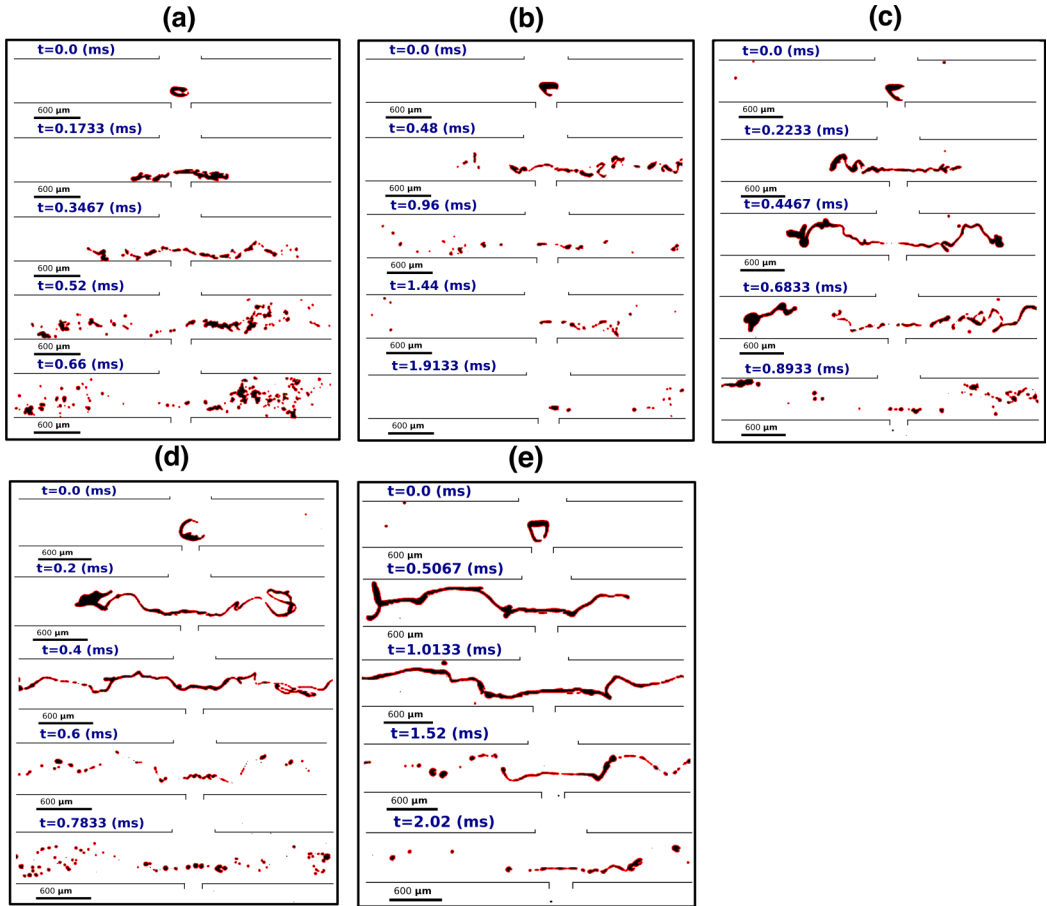 (a)
t=0.0 (ms)
600 μm
t=0.1733 (ms)
600 μm
t=0.3467 (ms)
600 μm
t=0.52 (ms)
600 μm
t=0.66 (ms)
600 μm
(b)
t=0.0 (ms)
600 μm
t=0.48 (ms)
600 μm
t=0.96 (ms)
600 μm
t=1.44 (ms)
600 μm
t=1.9133 (ms)
600 μm
(c)
t=0.0 (ms)
600 μm
t=0.2233 (ms)
600 μm
t=0.4467 (ms)
600 μm
t=0.6833 (ms)
600 μm
t=0.8933 (ms)
600 μm
(d)
t=0.0 (ms)
600 μm
t=0.2 (ms)
600 μm
t=0.4 (ms)
600 μm
t=0.6 (ms)
600 μm
t=0.7833 (ms)
600 μm
(e)
t=0.0 (ms)
600 μm
t=0.5067 (ms)
600 μm
t=1.0133 (ms)
600 μm
t=1.52 (ms)
600 μm
t=2.02 (ms)
600 μm